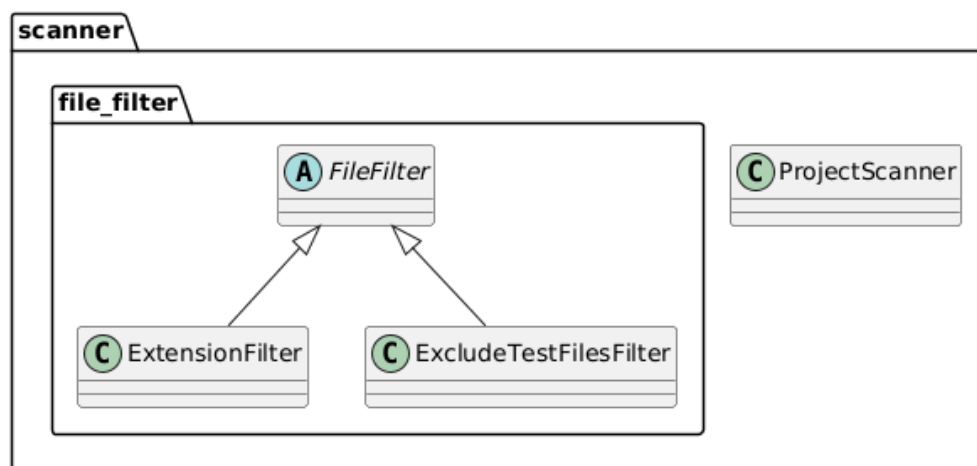 scanner
file_filter
A FileFilter
C ProjectScanner
C ExtensionFilter
C ExcludeTestFilesFilter